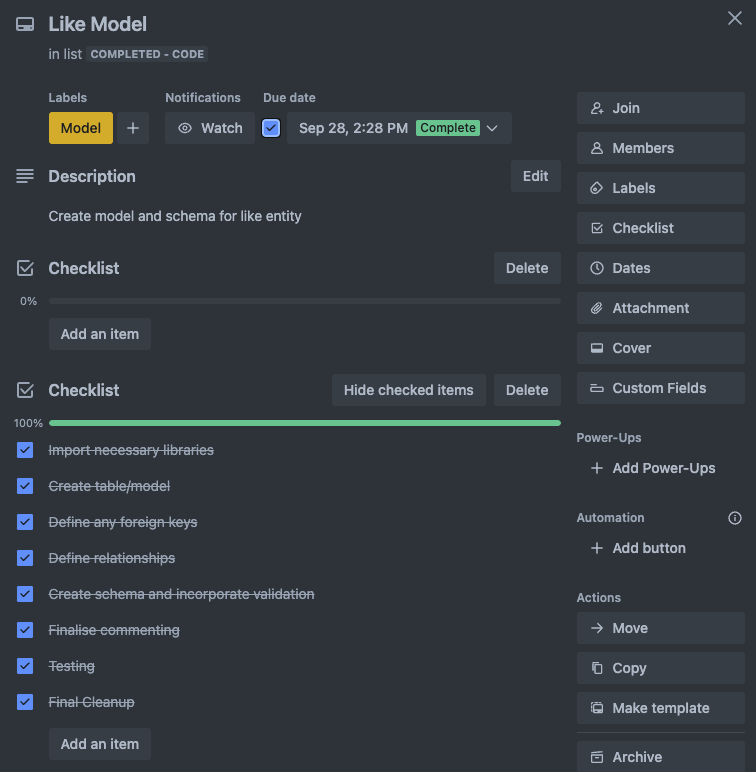 Like Model
in list COMPLETED - CODE
Labels
Notifications
Due date
Model
Watch
Sep 28, 2:28 PM Complete
Description
Edit
Create model and schema for like entity
Checklist
Delete
0%
Add an item
Checklist
Hide checked items
Delete
100%
Import necessary libraries
Create table/model
Define any foreign keys
Define relationships
Create schema and incorporate validation
Finalise commenting
Testing
Final Cleanup
Add an item
Join
Members
Labels
Checklist
Dates
Attachment
Cover
Custom Fields
Power-Ups
+ Add Power-Ups
Automation
+ Add button
Actions
Move
Copy
Make template
Archive